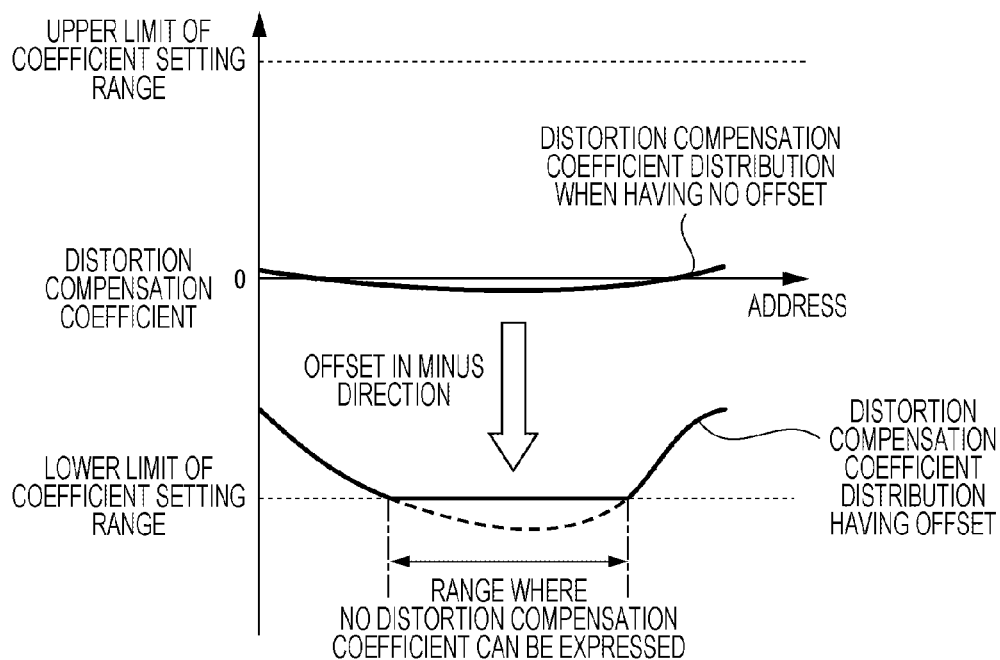 UPPER LIMIT OF
COEFFICIENT SETTING
RANGE
DISTORTION COMPENSATION
COEFFICIENT DISTRIBUTION
WHEN HAVING NO OFFSET
DISTORTION
COMPENSATION
COEFFICIENT
0
ADDRESS
OFFSET IN MINUS
DIRECTION
DISTORTION
COMPENSATION
COEFFICIENT
DISTRIBUTION
HAVING OFFSET
LOWER LIMIT OF
COEFFICIENT SETTING
RANGE
RANGE WHERE
NO DISTORTION COMPENSATION
COEFFICIENT CAN BE EXPRESSED